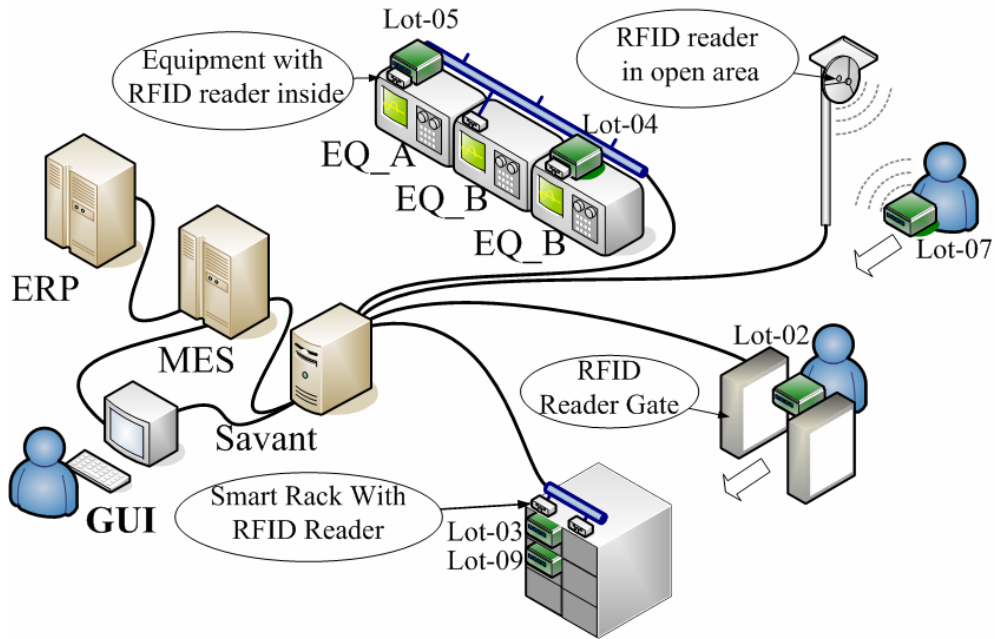 Lot-05
Equipment with
RFID reader inside
RFID reader
in open area
Lot-04
EQ_A
EQ_B
EQ_B
Lot-07
ERP
MES
Savant
GUI
Lot-02
RFID
Reader Gate
Smart Rack With
RFID Reader
Lot-03
Lot-09